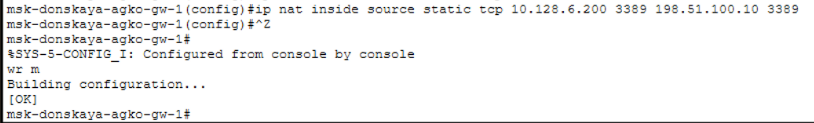 msk-donskaya-agko-gw-1(config)#ip nat inside source static tcp 10.128.6.200 3389 198.51.100.10 3389
msk-donskaya-agko-gw-1(config)#^Z
msk-donskaya-agko-gw-1#
%SYS-5-CONFIG_I: Configured from console by console
wr m
Building configuration...
[OK]
msk-donskaya-agko-gw-1#